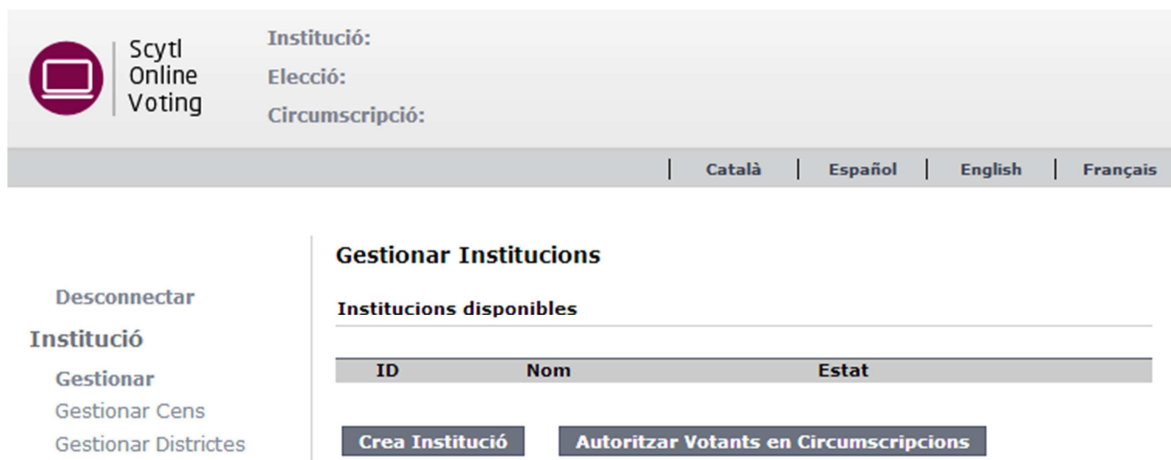 Scytl
Online
Voting
Institució:
Elecció:
Circumscripció:
Català | Español | English | Français
Desconnectar
Institució
Gestionar
Gestionar Cens
Gestionar Districtes
Gestionar Institucions
Institucions disponibles
ID Nom Estat
Crea Institució Autoritzar Votants en Circumscripcions